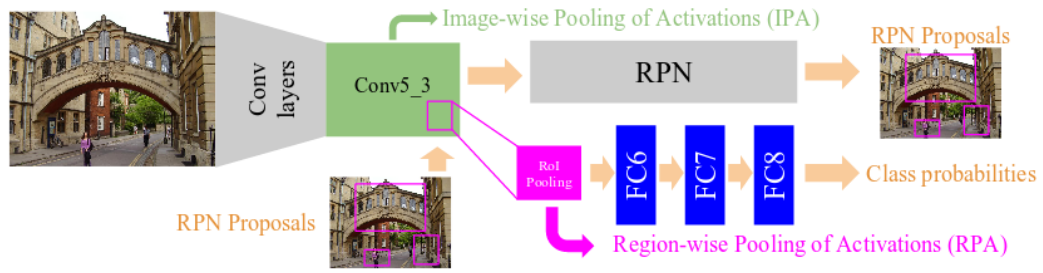 Image-wise Pooling of Activations (IPA)
Conv
layers
Conv5_3
RPN
RPN Proposals
RoI
Pooling
FC6
FC7
FC8
Class probabilities
RPN Proposals
Region-wise Pooling of Activations (RPA)